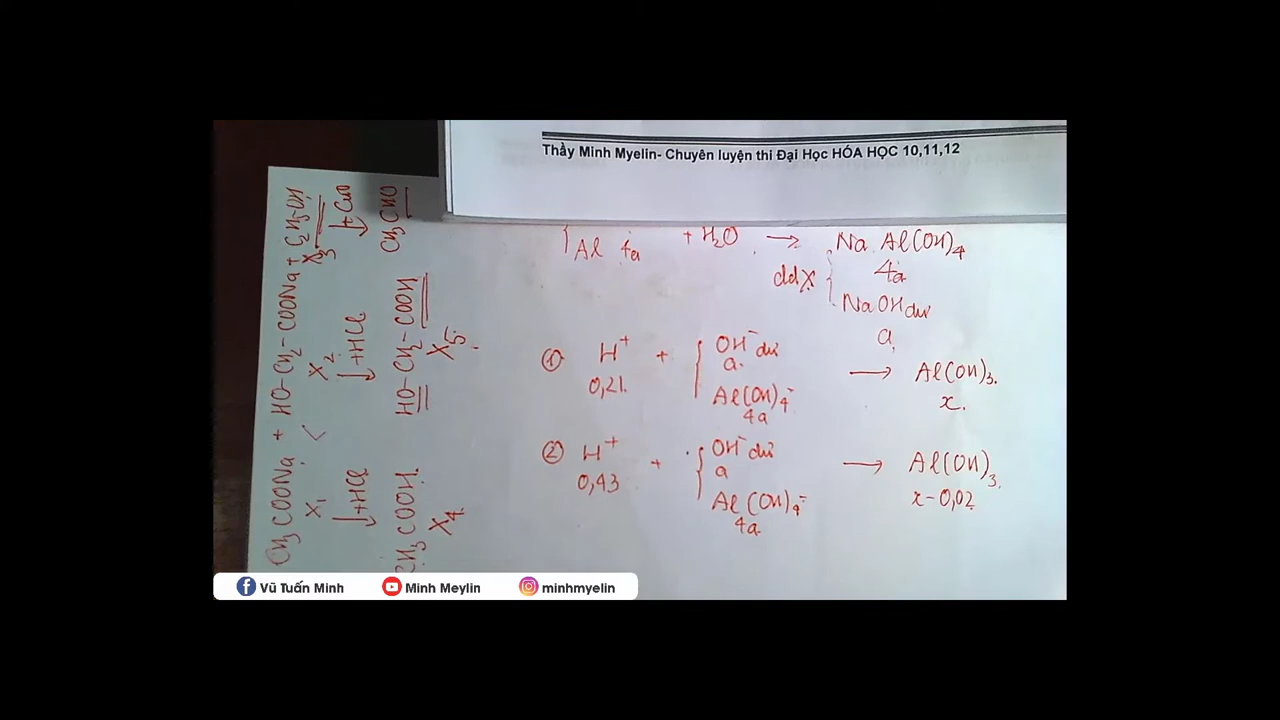 Thầy Minh Myelin- Chuyên luyện thi Đại Học HÓA HỌC 10,11,12
Al 4a + H₂O → Na Al(OH)₄
4a
ddX
NaOH dư
a
① H⁺ + OH⁻ dư → Al(OH)₃
0,21 a x
Al(OH)₄⁻
4a
② H⁺ + OH⁻ dư → Al(OH)₃
0,43 a x-0,02
Al(OH)₄⁻
4a
CH₃COONa + HO-CH₂-COONa + C₂H₅OH
X₁ < X₂ X₃
↓+HCl ↓+HCl ↓+CuO
CH₃COOH HO-CH₂-COOH CH₃CHO
X₄ X₅
Vũ Tuấn Minh Minh Meylin minhmyelin